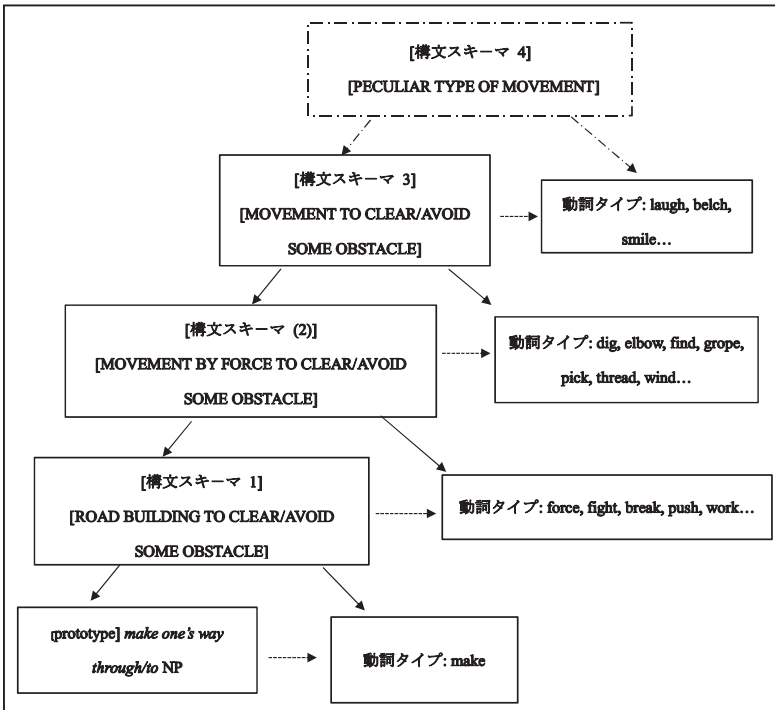 [構文スキーマ 4]
[PECULIAR TYPE OF MOVEMENT]
[構文スキーマ 3]
[MOVEMENT TO CLEAR/AVOID
SOME OBSTACLE]
動詞タイプ: laugh, belch,
smile…
[構文スキーマ (2)]
[MOVEMENT BY FORCE TO CLEAR/AVOID
SOME OBSTACLE]
動詞タイプ: dig, elbow, find, grope,
pick, thread, wind…
[構文スキーマ 1]
[ROAD BUILDING TO CLEAR/AVOID
SOME OBSTACLE]
動詞タイプ: force, fight, break, push, work…
[prototype] make one's way
through/to NP
動詞タイプ: make